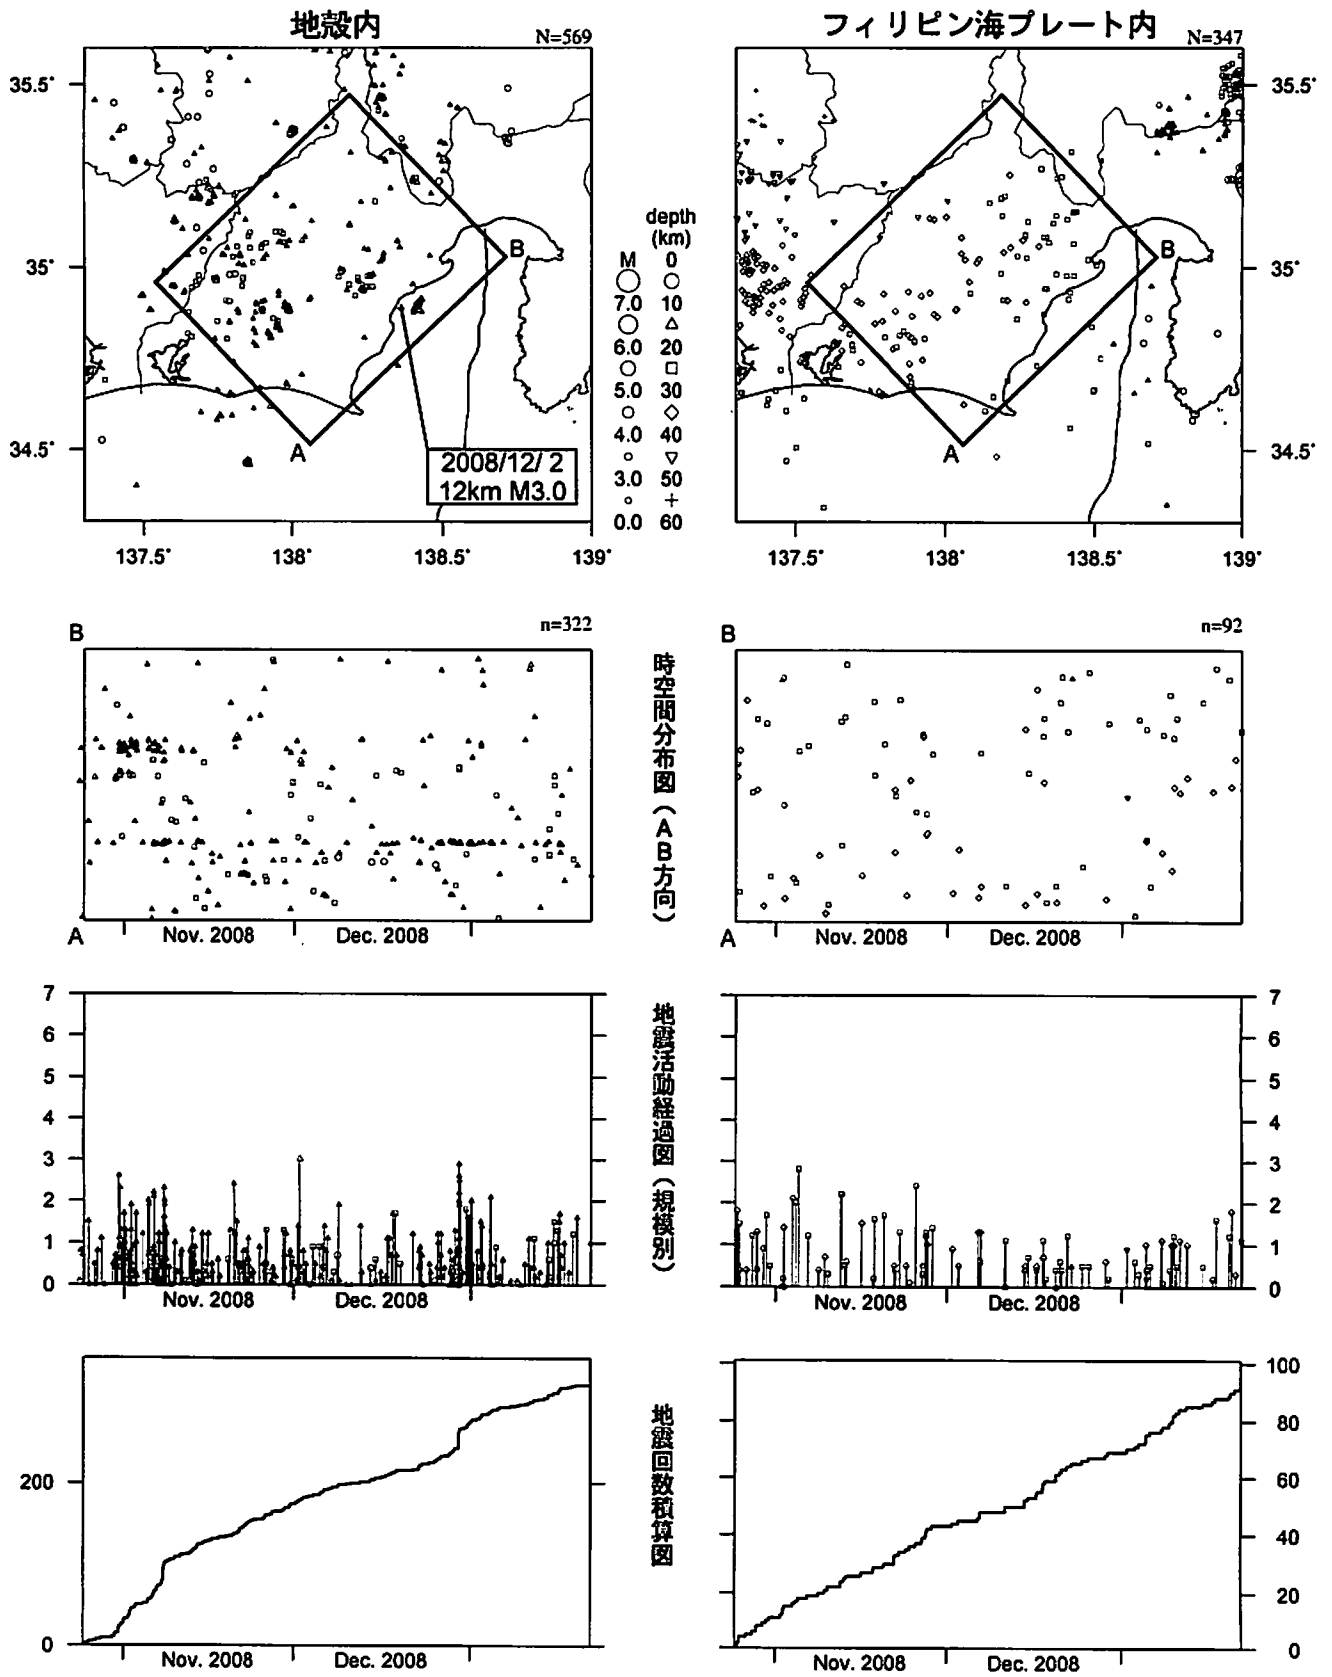 地殻内
N=569
フィリピン海プレート内
N=347
35.5°
35°
34.5°
137.5°
138°
138.5°
139°
A
B
2008/12/ 2
12km M3.0
depth
(km)
M 0
7.0 10
6.0 20
5.0 30
4.0 40
3.0 50
0.0 60
35.5°
35°
34.5°
137.5°
138°
138.5°
139°
A
B
B
n=322
A
Nov. 2008
Dec. 2008
時空間分布図(AB方向)
B
n=92
A
Nov. 2008
Dec. 2008
7
6
5
4
3
2
1
0
Nov. 2008
Dec. 2008
地震活動経過図(規模別)
7
6
5
4
3
2
1
0
Nov. 2008
Dec. 2008
200
0
Nov. 2008
Dec. 2008
地震回数積算図
100
80
60
40
20
0
Nov. 2008
Dec. 2008